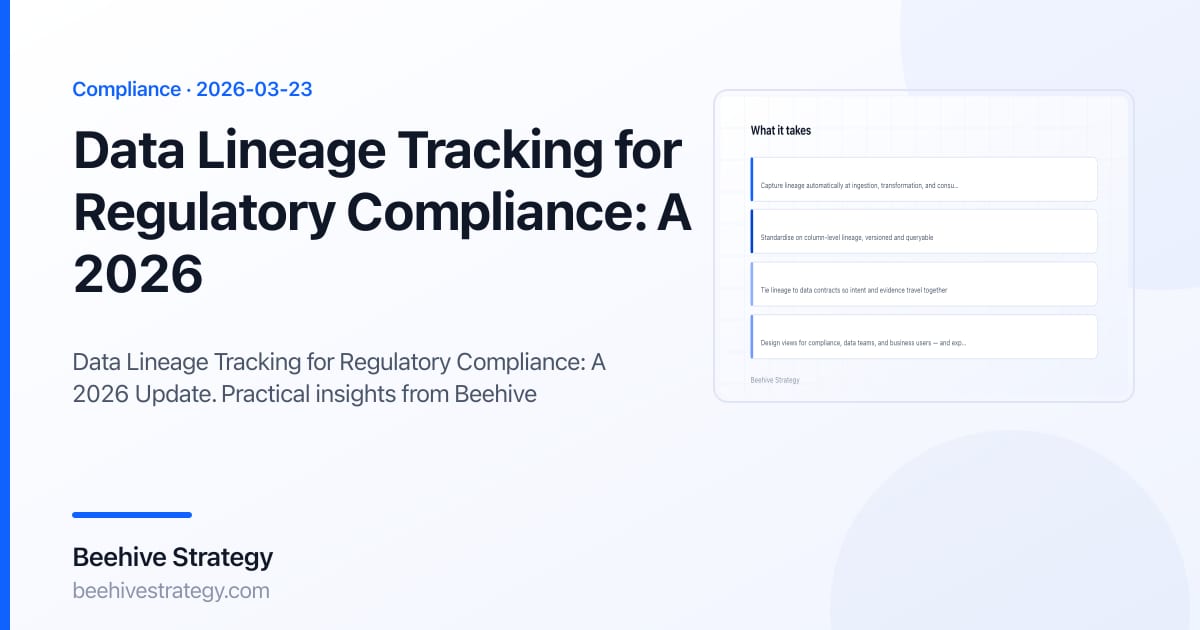 Compliance · 2026-03-23
Data Lineage Tracking for
Regulatory Compliance: A
2026
Data Lineage Tracking for Regulatory Compliance: A
2026 Update. Practical insights from Beehive
Beehive Strategy
beehivestrategy.com
What it takes
Capture lineage automatically at ingestion, transformation, and consu...
Standardise on column-level lineage, versioned and queryable
Tie lineage to data contracts so intent and evidence travel together
Design views for compliance, data teams, and business users — and exp...
Beehive Strategy